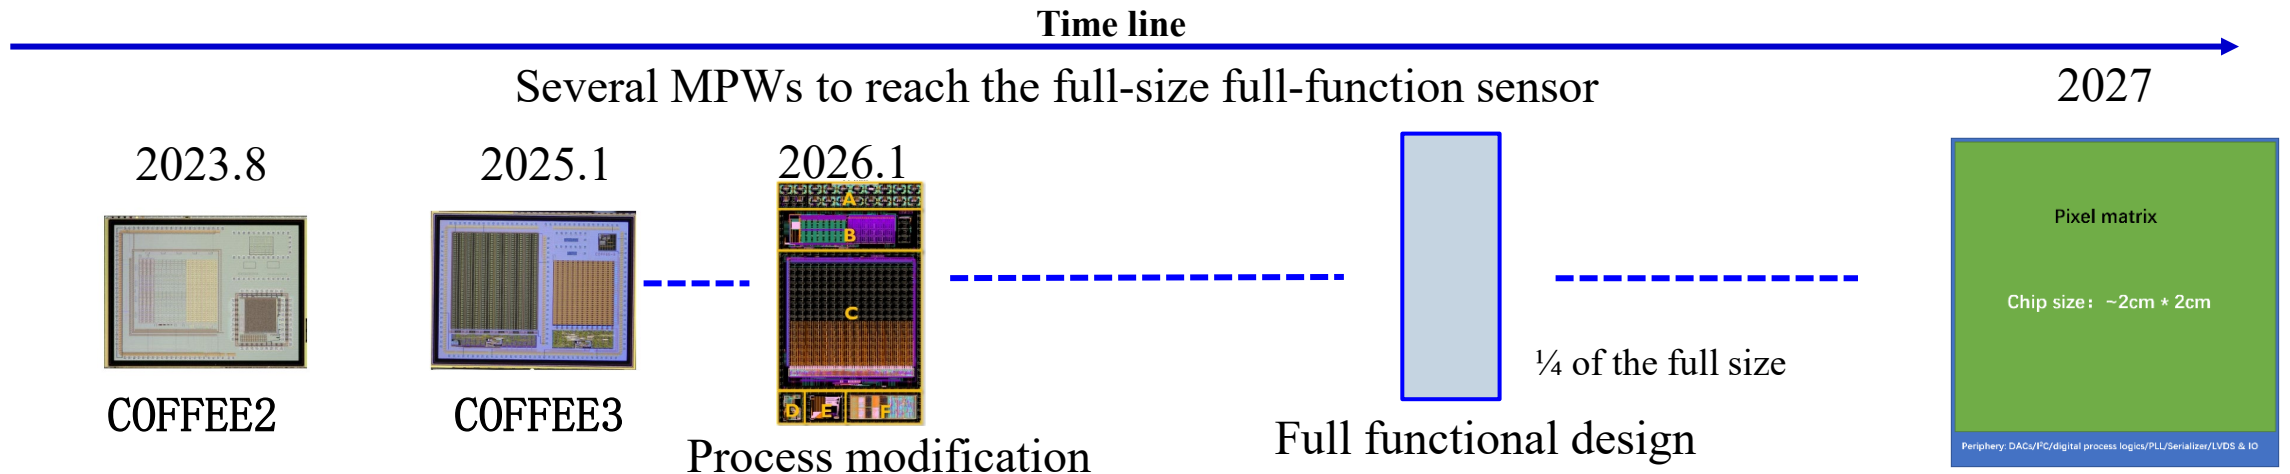 Time line
Several MPWs to reach the full-size full-function sensor
2027
2023.8
2025.1
2026.1
A
B
C
D
E
F
Pixel matrix
Chip size： ~2cm * 2cm
¼ of the full size
COFFEE2
COFFEE3
Process modification
Full functional design
Periphery: DACs/I²C/digital process logics/PLL/Serializer/LVDS & IO